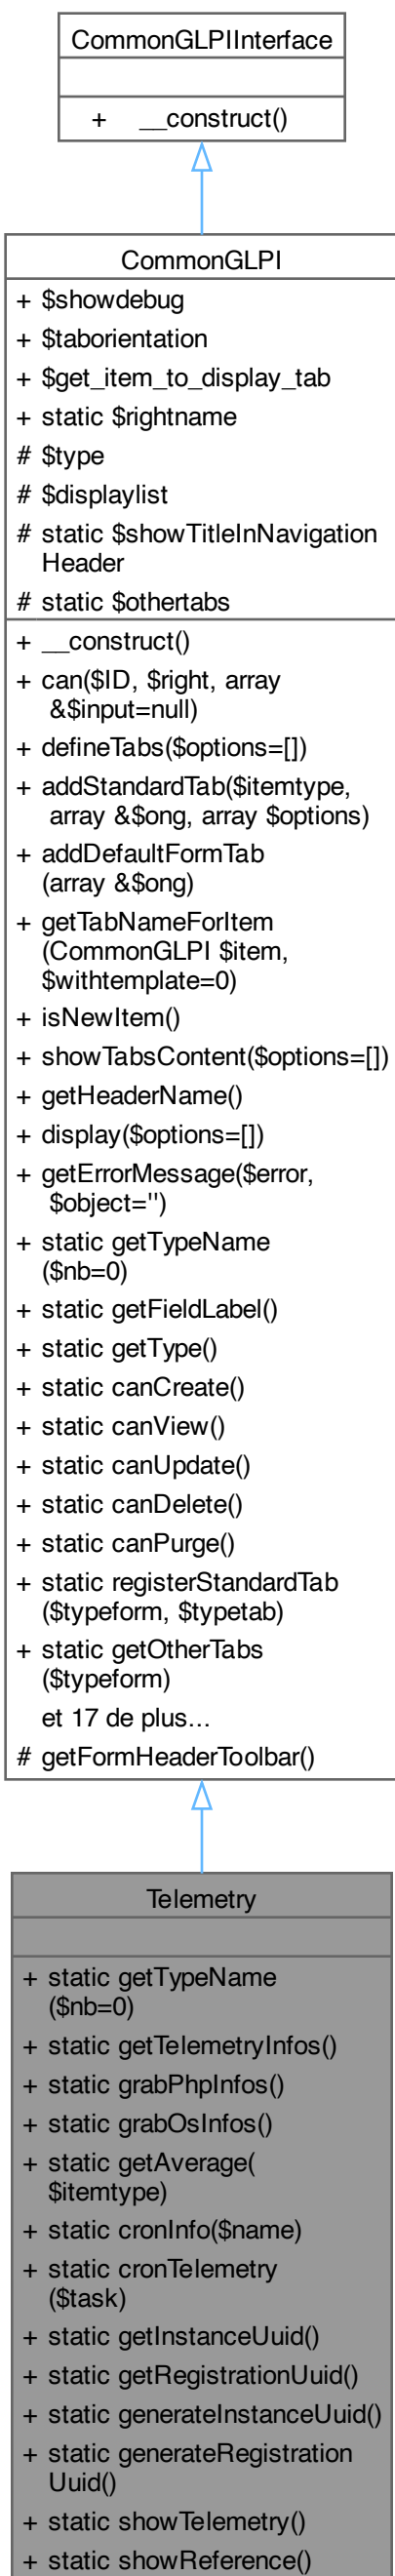 CommonGLPIInterface
+ __construct()
CommonGLPI
+ $showdebug
+ $taborientation
+ $get_item_to_display_tab
+ static $rightname
# $type
# $displaylist
# static $showTitleInNavigation
Header
# static $othertabs
+ __construct()
+ can($ID, $right, array
&$input=null)
+ defineTabs($options=[])
+ addStandardTab($itemtype,
array &$ong, array $options)
+ addDefaultFormTab
(array &$ong)
+ getTabNameForItem
(CommonGLPI $item,
$withtemplate=0)
+ isNewItem()
+ showTabsContent($options=[])
+ getHeaderName()
+ display($options=[])
+ getErrorMessage($error,
$object='')
+ static getTypeName
($nb=0)
+ static getFieldLabel()
+ static getType()
+ static canCreate()
+ static canView()
+ static canUpdate()
+ static canDelete()
+ static canPurge()
+ static registerStandardTab
($typeform, $typetab)
+ static getOtherTabs
($typeform)
et 17 de plus...
# getFormHeaderToolbar()
Telemetry
+ static getTypeName
($nb=0)
+ static getTelemetryInfos()
+ static grabPhpInfos()
+ static grabOsInfos()
+ static getAverage(
$itemtype)
+ static cronInfo($name)
+ static cronTelemetry
($task)
+ static getInstanceUuid()
+ static getRegistrationUuid()
+ static generateInstanceUuid()
+ static generateRegistration
Uuid()
+ static showTelemetry()
+ static showReference()